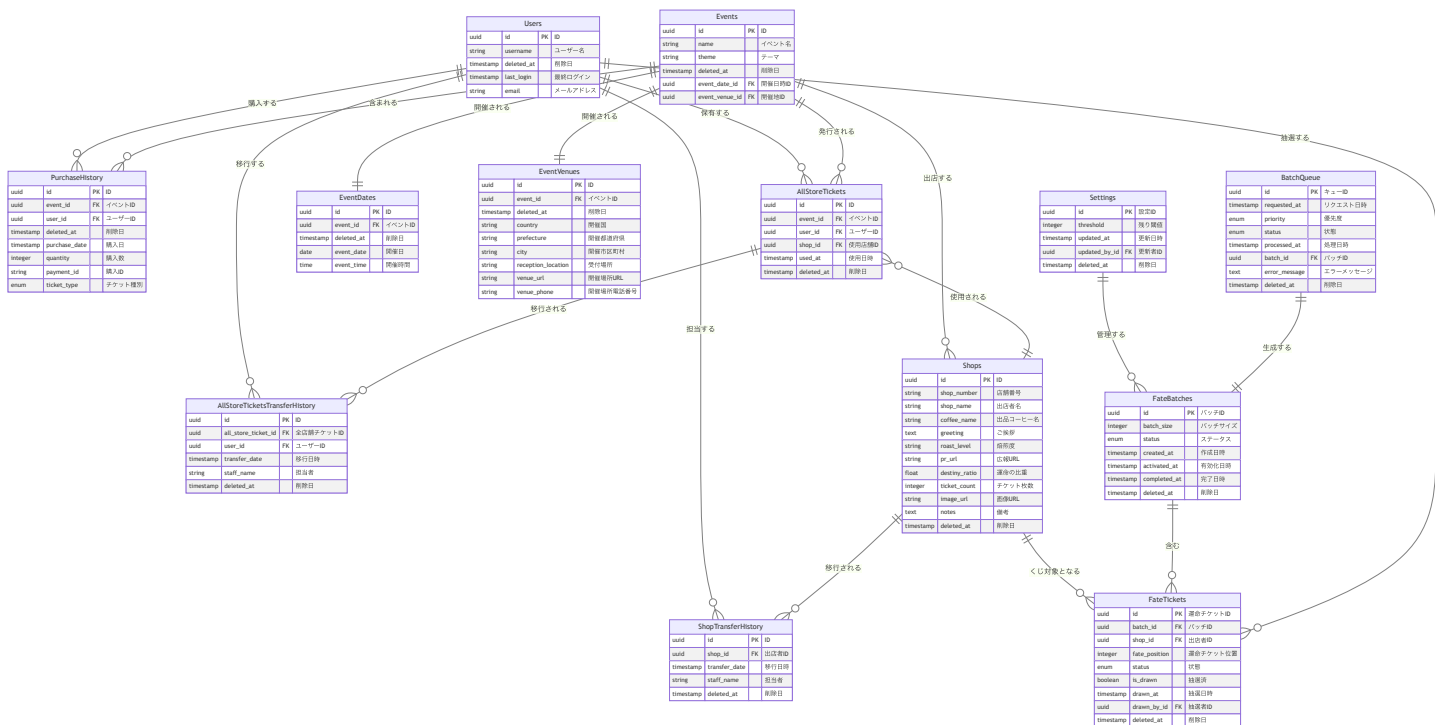 Users
uuid id PK ID
string username ユーザー名
timestamp deleted_at 削除日
timestamp last_login 最終ログイン
string email メールアドレス
Events
uuid id PK ID
string name イベント名
string theme テーマ
timestamp deleted_at 削除日
uuid event_date_id FK 開催日時ID
uuid event_venue_id FK 開催地ID
購入する
含まれる
開催される
開催される
保有する
発行される
抽選する
移行する
出店する
PurchaseHistory
uuid id PK ID
uuid event_id FK イベントID
uuid user_id FK ユーザーID
timestamp deleted_at 削除日
timestamp purchase_date 購入日
integer quantity 購入数
string payment_id 購入ID
enum ticket_type チケット種別
EventDates
uuid id PK ID
uuid event_id FK イベントID
timestamp deleted_at 削除日
date event_date 開催日
time event_time 開催時間
EventVenues
uuid id PK ID
uuid event_id FK イベントID
timestamp deleted_at 削除日
string country 開催国
string prefecture 開催都道府県
string city 開催市区町村
string reception_location 受付場所
string venue_url 開催場所URL
string venue_phone 開催場所電話番号
AllStoreTickets
uuid id PK ID
uuid event_id FK イベントID
uuid user_id FK ユーザーID
uuid shop_id FK 使用店舗ID
timestamp used_at 使用日時
timestamp deleted_at 削除日
Settings
uuid id PK 設定ID
integer threshold 残り閾値
timestamp updated_at 更新日時
uuid updated_by_id FK 更新者ID
timestamp deleted_at 削除日
BatchQueue
uuid id PK キューID
timestamp requested_at リクエスト日時
enum priority 優先度
enum status 状態
timestamp processed_at 処理日時
uuid batch_id FK バッチID
text error_message エラーメッセージ
timestamp deleted_at 削除日
移行される
使用される
担当する
管理する
生成する
AllStoreTicketsTransferHistory
uuid id PK ID
uuid all_store_ticket_id FK 全店舗チケットID
uuid user_id FK ユーザーID
timestamp transfer_date 移行日時
string staff_name 担当者
timestamp deleted_at 削除日
Shops
uuid id PK ID
string shop_number 店舗番号
string shop_name 出店者名
string coffee_name 出品コーヒー名
text greeting ご挨拶
string roast_level 焙煎度
string pr_url 広報URL
float destiny_ratio 運命の比重
integer ticket_count チケット枚数
string image_url 画像URL
text notes 備考
timestamp deleted_at 削除日
FateBatches
uuid id PK バッチID
integer batch_size バッチサイズ
enum status ステータス
timestamp created_at 作成日時
timestamp activated_at 有効化日時
timestamp completed_at 完了日時
timestamp deleted_at 削除日
移行される
くじ対象となる
含む
ShopTransferHistory
uuid id PK ID
uuid shop_id FK 出店者ID
timestamp transfer_date 移行日時
string staff_name 担当者
timestamp deleted_at 削除日
FateTickets
uuid id PK 運命チケットID
uuid batch_id FK バッチID
uuid shop_id FK 出店者ID
integer fate_position 運命チケット位置
enum status 状態
boolean is_drawn 抽選済
timestamp drawn_at 抽選日時
uuid drawn_by_id FK 抽選者ID
timestamp deleted_at 削除日